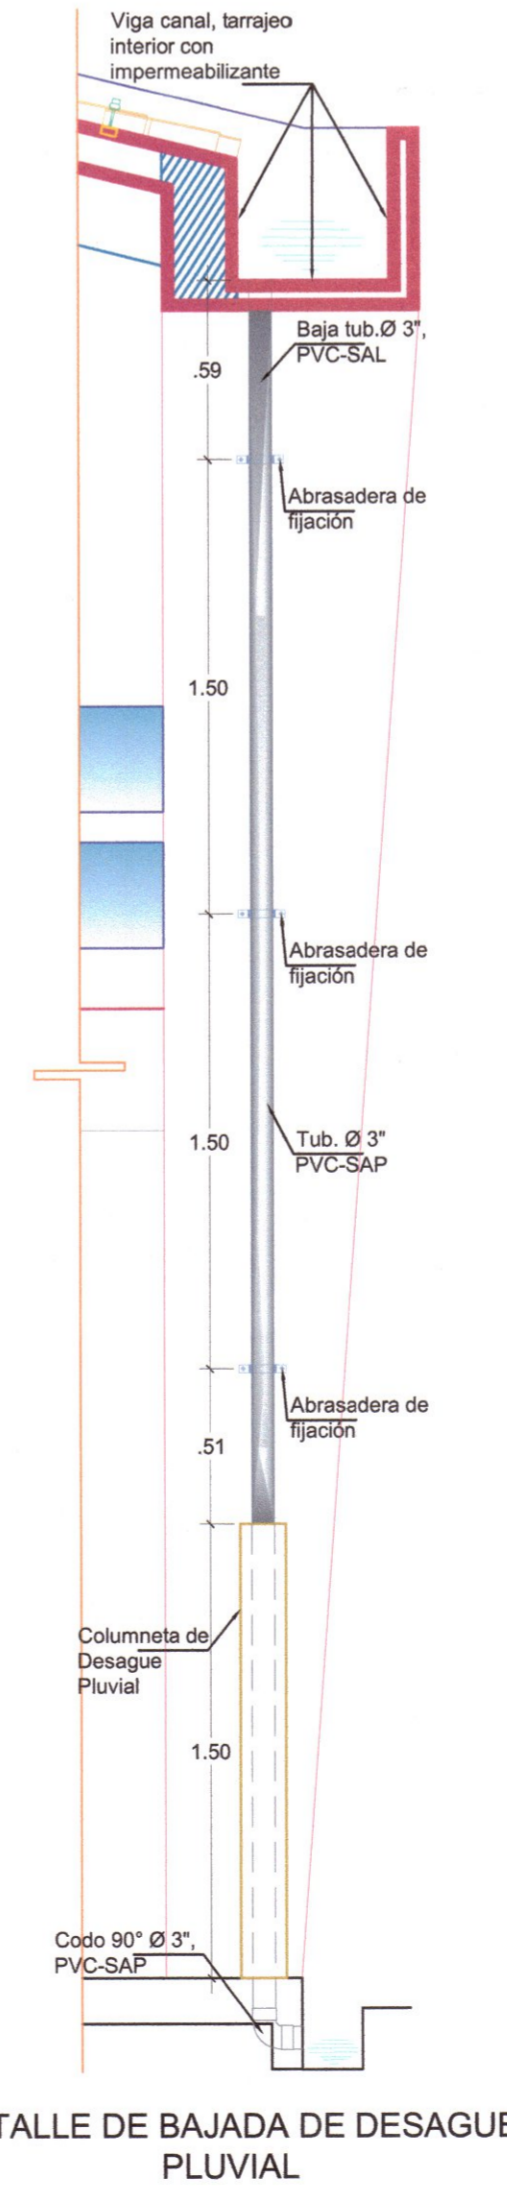 Viga canal, tarrajeo
interior con
impermeabilizante
Baja tub.Ø 3",
PVC-SAL
.59
Abrasadera de
fijación
1.50
Abrasadera de
fijación
1.50
Tub. Ø 3"
PVC-SAP
Abrasadera de
fijación
.51
Columneta de
Desague
Pluvial
1.50
Codo 90° Ø 3",
PVC-SAP
TALLE DE BAJADA DE DESAGUE
PLUVIAL